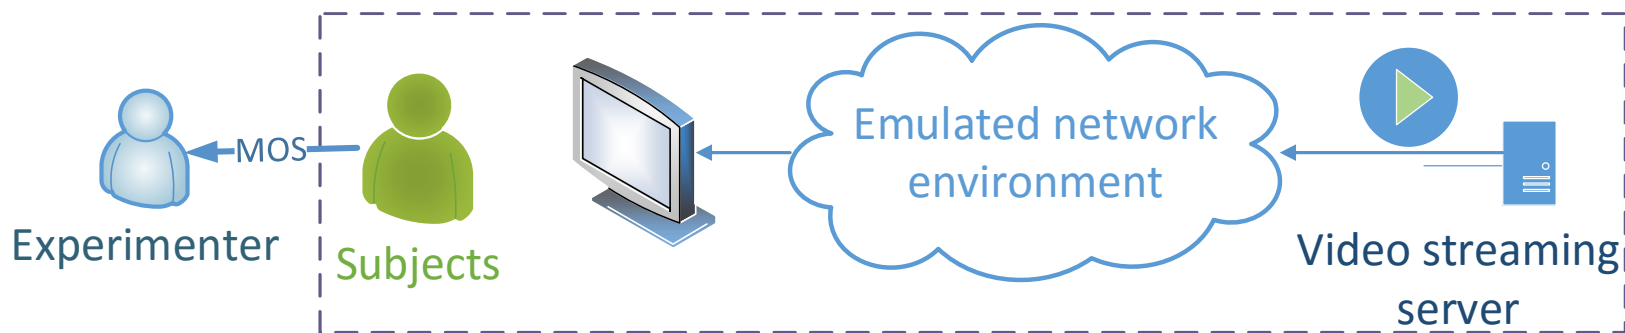 MOS
Experimenter
Subjects
Emulated network
environment
Video streaming
server